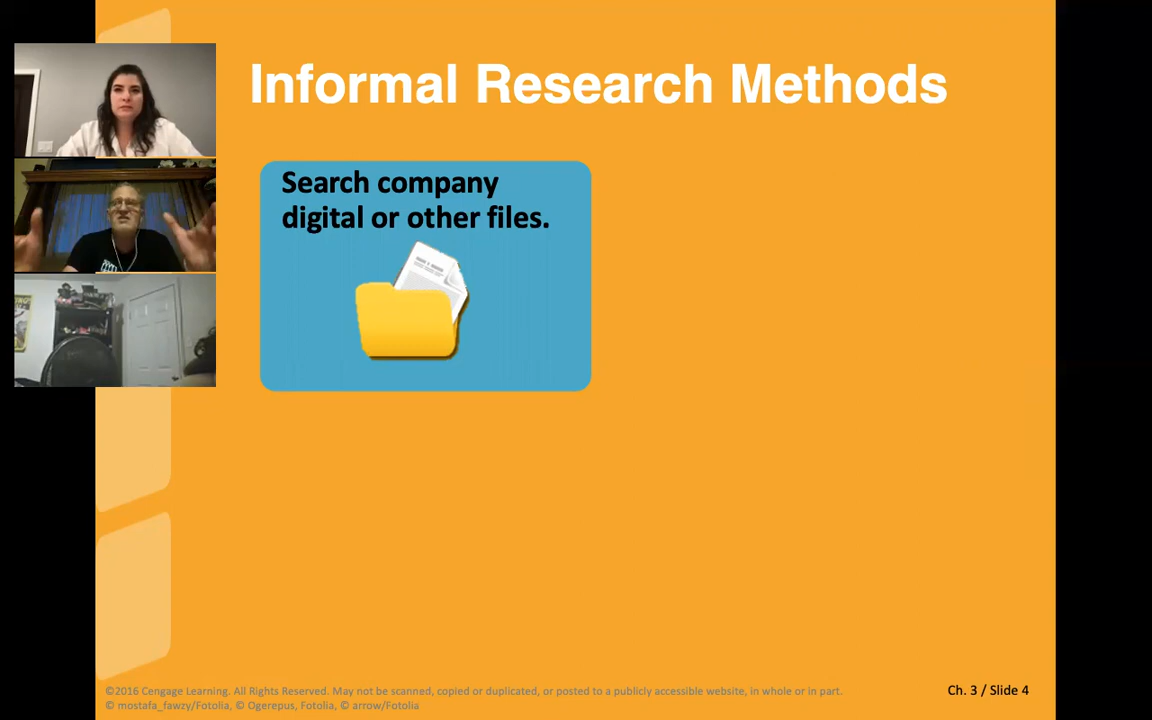 Informal Research Methods
Search company
digital or other files.
©2016 Cengage Learning. All Rights Reserved. May not be scanned, copied or duplicated, or posted to a publicly accessible website, in whole or in part.
© mostafa_fawzy/Fotolia, © Ogerepus, Fotolia, © arrow/Fotolia
Ch. 3 / Slide 4